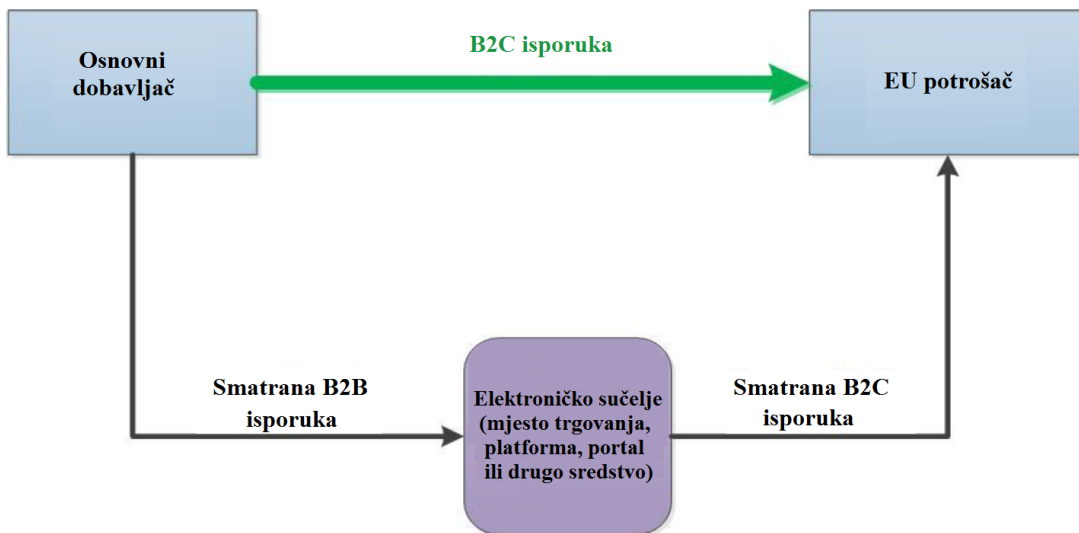 B2C isporuka
Osnovni
dobavljač
EU potrošač
Smatrana B2B
isporuka
Elektroničko sučelje
(mjesto trgovanja,
platforma, portal
ili drugo sredstvo)
Smatrana B2C
isporuka